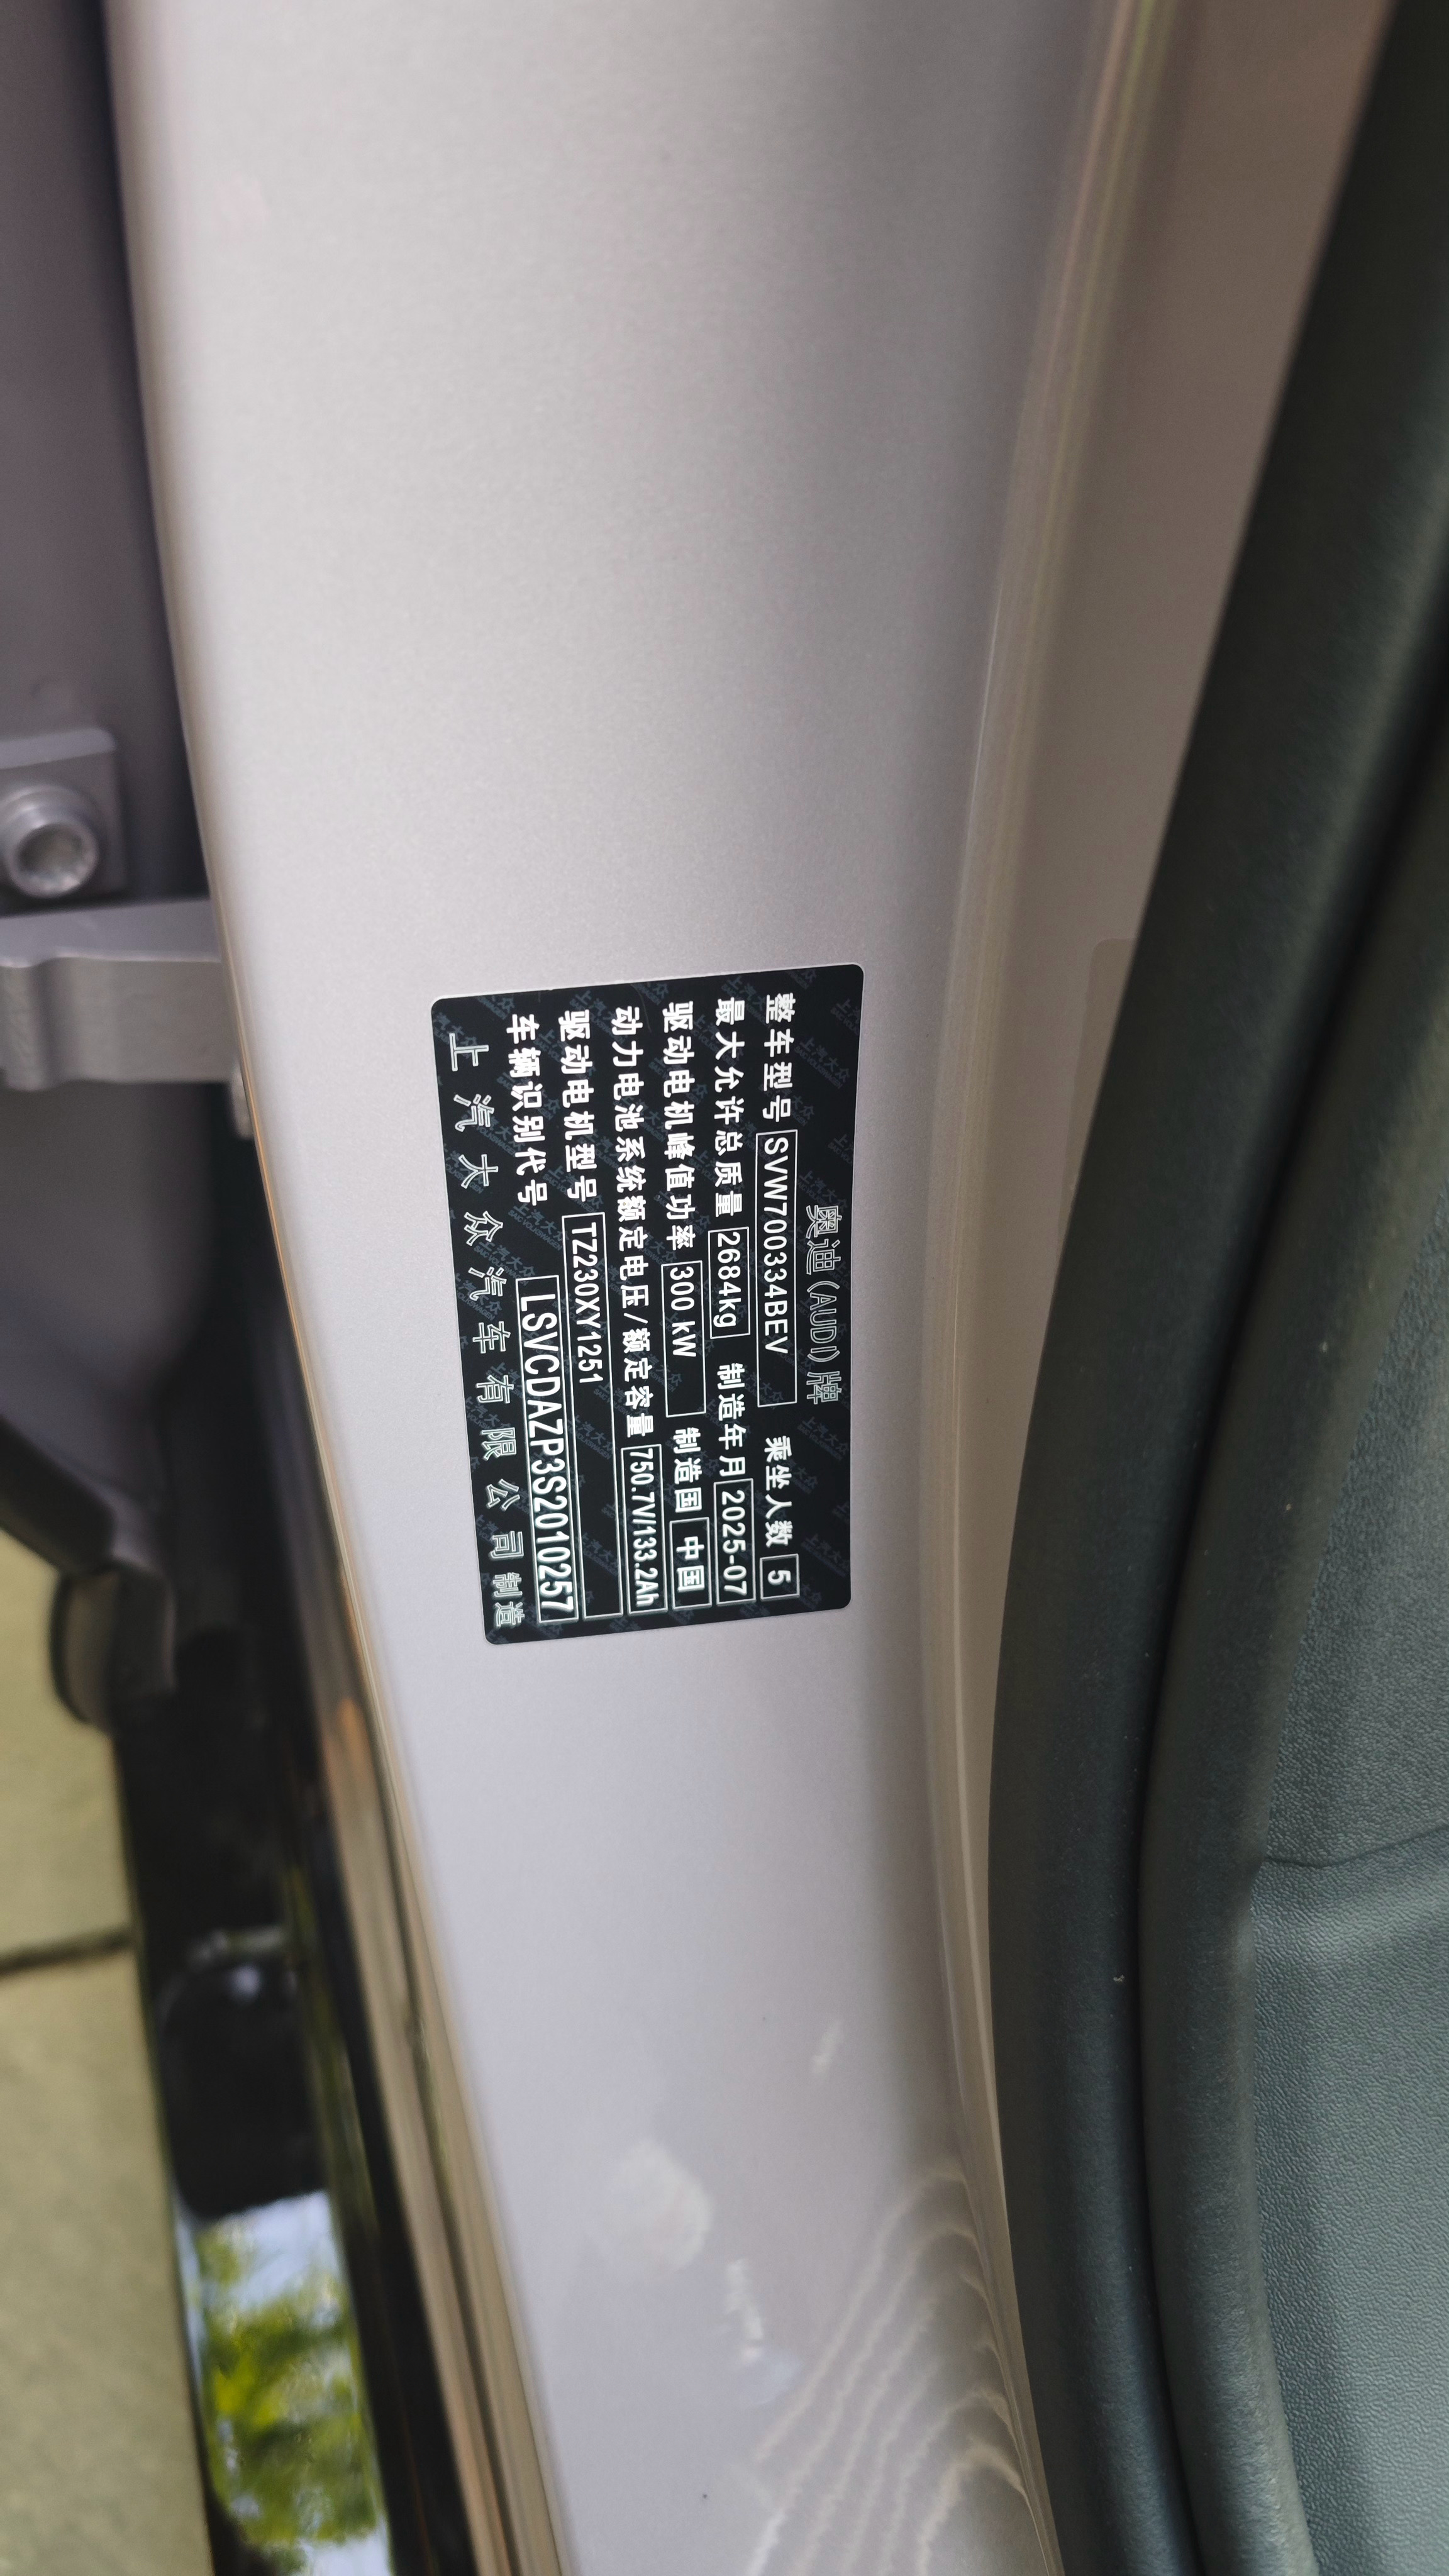 奥迪(AUDI)牌
整车型号 SVW700334BEV 乘坐人数 5
最大允许总质量 2684kg 制造年月 2025-07
驱动电机峰值功率 300 kW 制造国 中国
动力电池系统额定电压/额定容量 750.7V/133.2Ah
驱动电机型号 TZ230XY1251
车辆识别代号 LSVCDAZP3S2010257
上汽大众汽车有限公司制造